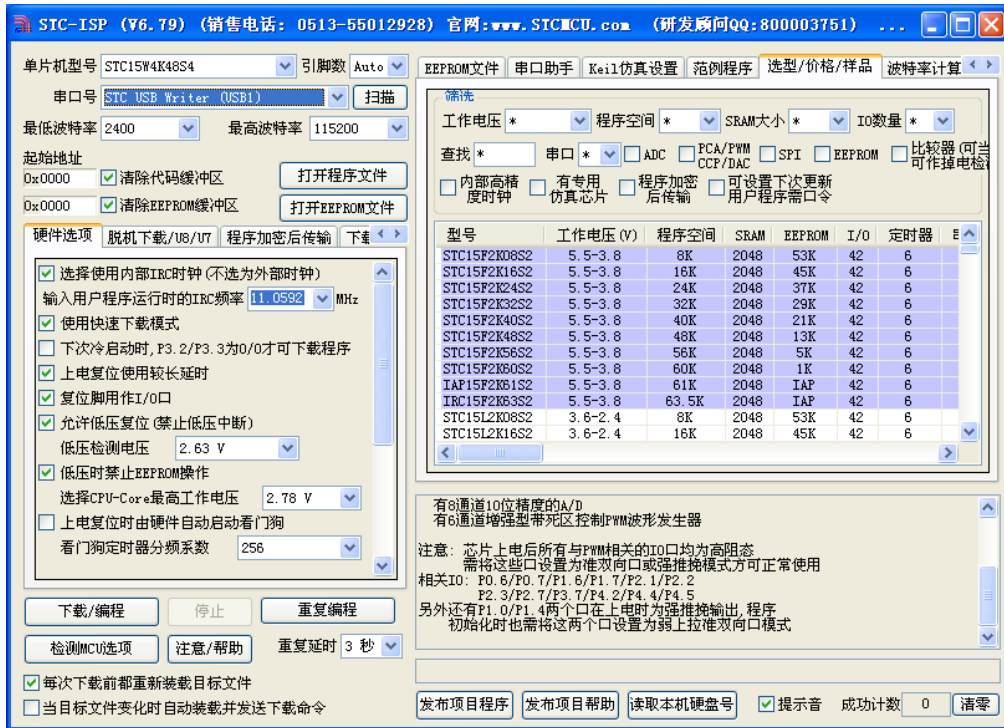 STC-ISP (V6.79) (销售电话: 0513-55012928) 官网:www.STCMCU.com (研发顾问QQ:800003751) ...
单片机型号 STC15W4K48S4 引脚数 Auto
串口号 STC USB Writer (USB1) 扫描
最低波特率 2400 最高波特率 115200
起始地址
0x0000 清除代码缓冲区 打开程序文件
0x0000 清除EEPROM缓冲区 打开EEPROM文件
硬件选项 脱机下载/U8/U7 程序加密后传输
选择使用内部IRC时钟(不选为外部时钟)
输入用户程序运行时的IRC频率 11.0592 MHz
使用快速下载模式
下次冷启动时,P3.2/P3.3为0/0才可下载程序
上电复位使用较长延时
复位脚用作I/O口
允许低压复位(禁止低压中断)
低压检测电压 2.63 V
低压时禁止EEPROM操作
选择CPU-Core最高工作电压 2.78 V
上电复位时由硬件自动启动看门狗
看门狗定时器分频系数 256
下载/编程 停止 重复编程
检测MCU选项 注意/帮助 重复延时 3 秒
每次下载前都重新装载目标文件
当目标文件变化时自动装载并发送下载命令
EEPROM文件 串口助手 Keil仿真设置 范例程序 选型/价格/样品 波特率计算
筛选
工作电压 * 程序空间 * SRAM大小 * IO数量 *
查找 * 串口 * ADC PCA/PWM CCP/DAC SPI EEPROM 比较器(可当 可作掉电检
内部高精度时钟 有专用仿真芯片 程序加密后传输 可设置下次更新用户程序需口令
型号 工作电压(V) 程序空间 SRAM EEPROM I/O 定时器
STC15F2K08S2 5.5-3.8 8K 2048 53K 42 6
STC15F2K16S2 5.5-3.8 16K 2048 45K 42 6
STC15F2K24S2 5.5-3.8 24K 2048 37K 42 6
STC15F2K32S2 5.5-3.8 32K 2048 29K 42 6
STC15F2K40S2 5.5-3.8 40K 2048 21K 42 6
STC15F2K48S2 5.5-3.8 48K 2048 13K 42 6
STC15F2K56S2 5.5-3.8 56K 2048 5K 42 6
STC15F2K60S2 5.5-3.8 60K 2048 1K 42 6
IAP15F2K61S2 5.5-3.8 61K 2048 IAP 42 6
IRC15F2K63S2 5.5-3.8 63.5K 2048 IAP 42 6
STC15L2K08S2 3.6-2.4 8K 2048 53K 42 6
STC15L2K16S2 3.6-2.4 16K 2048 45K 42 6
有8通道10位精度的A/D
有6通道增强型带死区控制PWM波形发生器
注意: 芯片上电后所有与PWM相关的IO口均为高阻态
需将这些口设置为准双向口或强推挽模式方可正常使用
相关IO: P0.6/P0.7/P1.6/P1.7/P2.1/P2.2
P2.3/P2.7/P3.7/P4.2/P4.4/P4.5
另外还有P1.0/P1.4两个口在上电时为强推挽输出,程序
初始化时也需将这两个口设置为弱上拉准双向口模式
发布项目程序 发布项目帮助 读取本机硬盘号 提示音 成功计数 0 清零